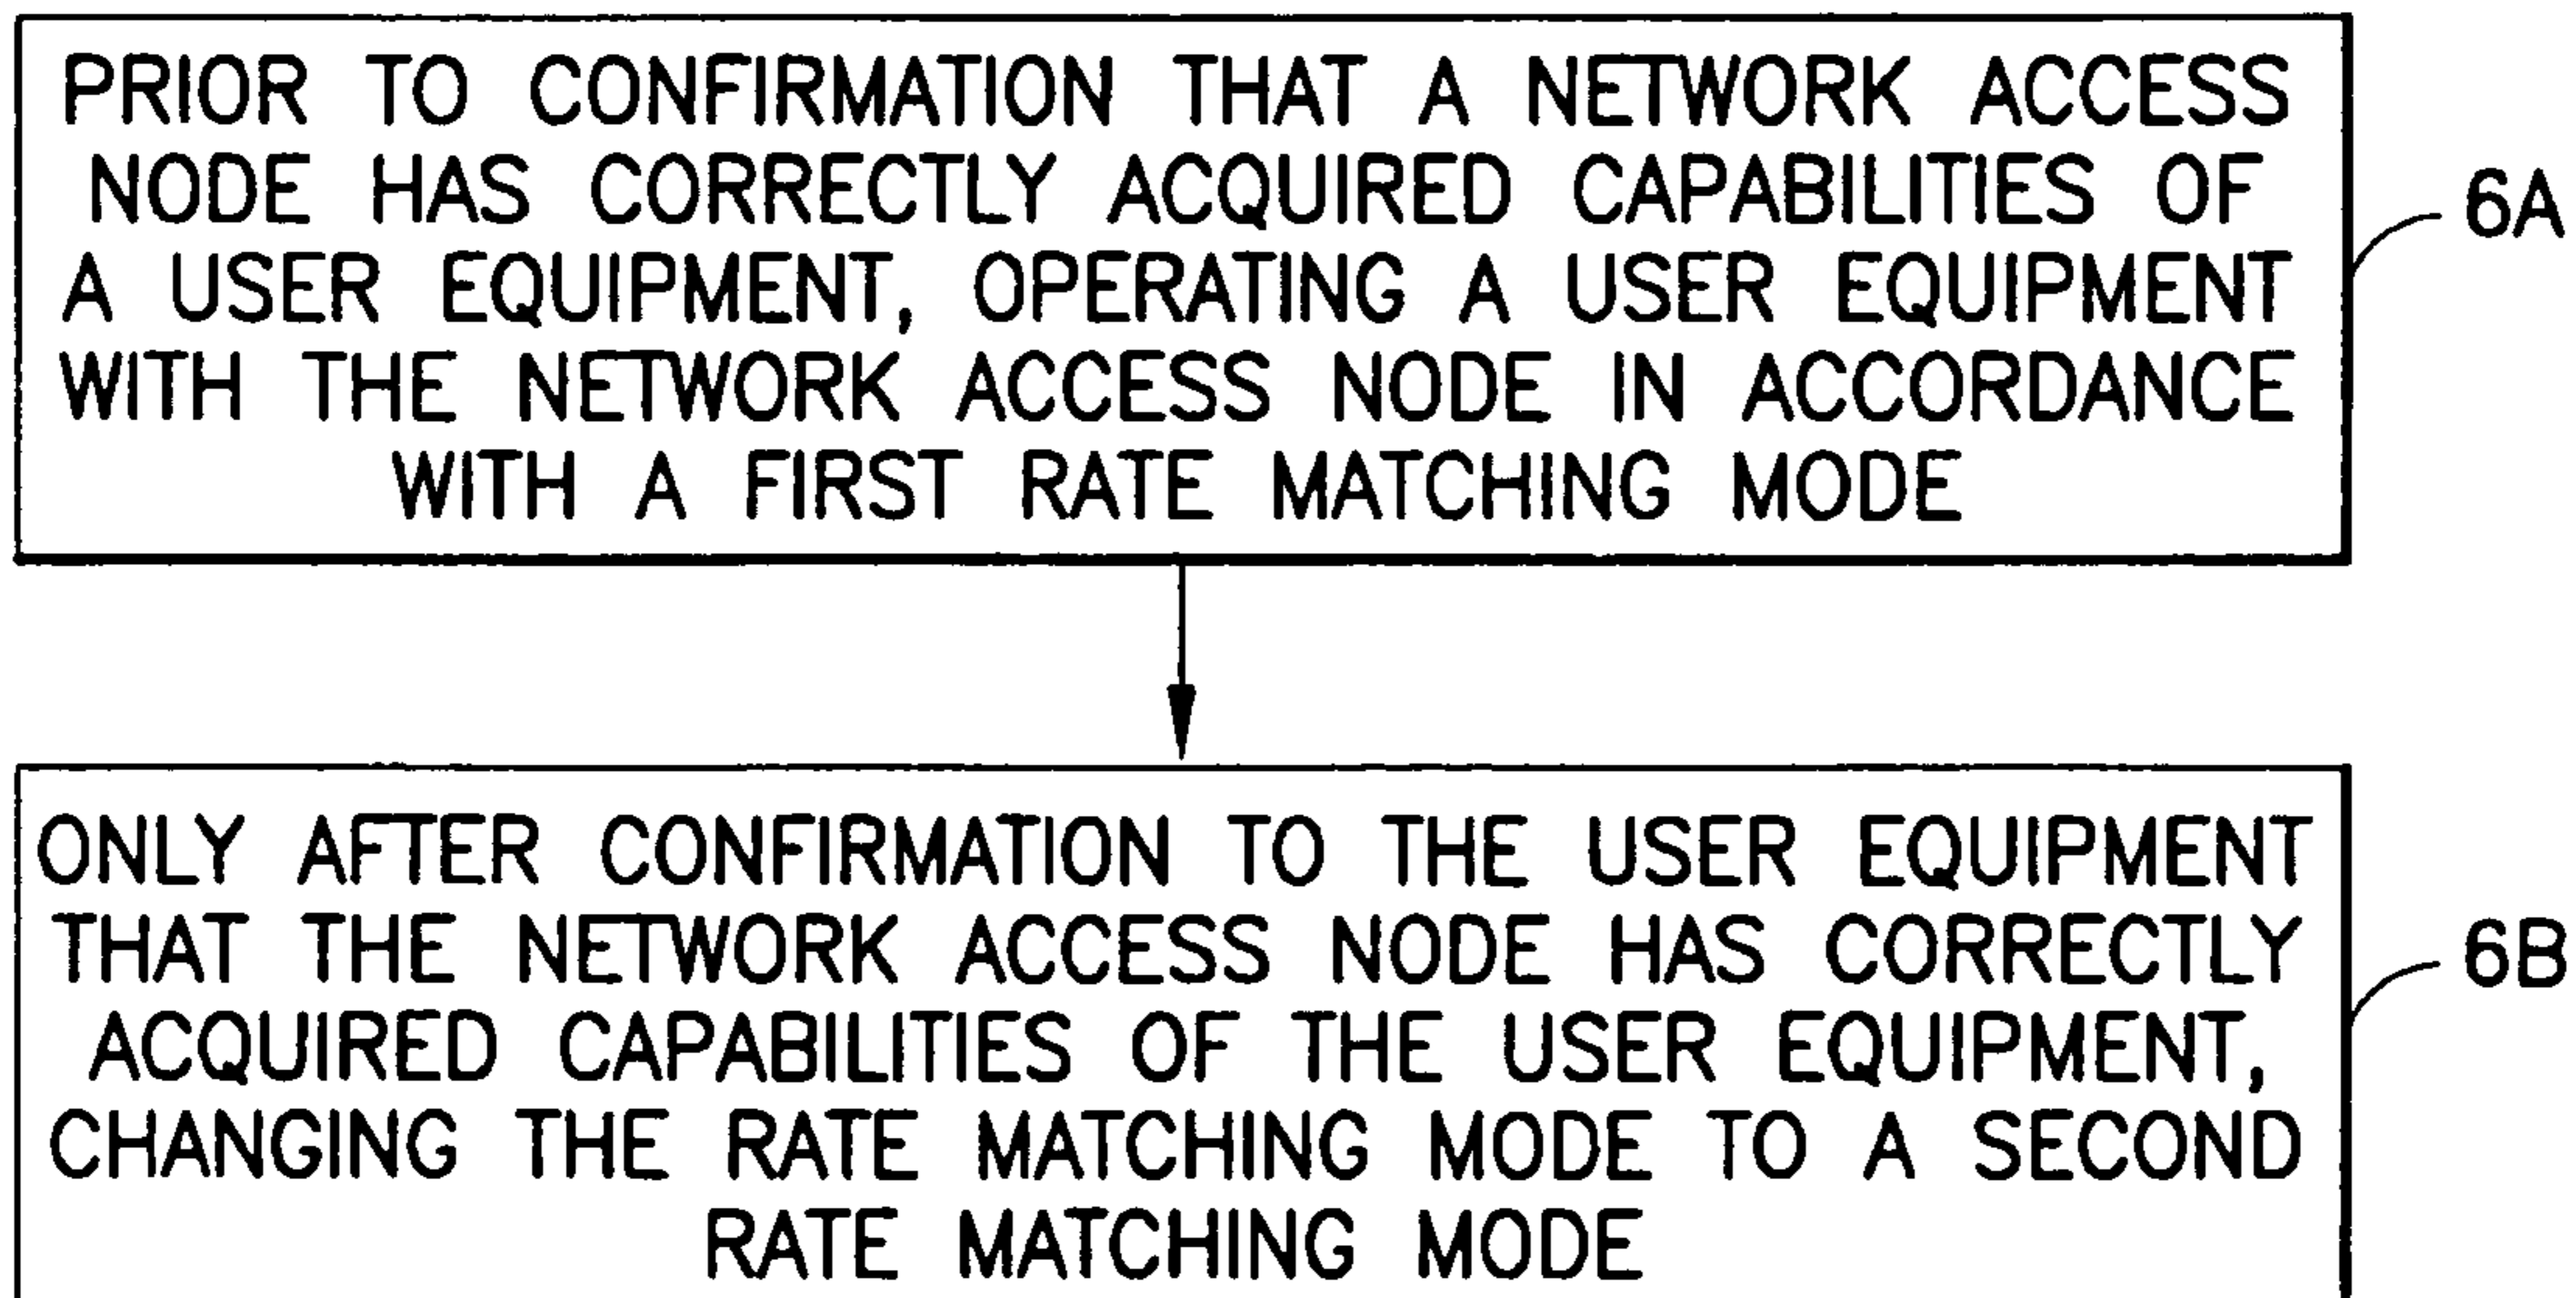 PRIOR TO CONFIRMATION THAT A NETWORK ACCESS
NODE HAS CORRECTLY ACQUIRED CAPABILITIES OF
A USER EQUIPMENT, OPERATING A USER EQUIPMENT
WITH THE NETWORK ACCESS NODE IN ACCORDANCE
WITH A FIRST RATE MATCHING MODE
6A
ONLY AFTER CONFIRMATION TO THE USER EQUIPMENT
THAT THE NETWORK ACCESS NODE HAS CORRECTLY
ACQUIRED CAPABILITIES OF THE USER EQUIPMENT,
CHANGING THE RATE MATCHING MODE TO A SECOND
RATE MATCHING MODE
6B